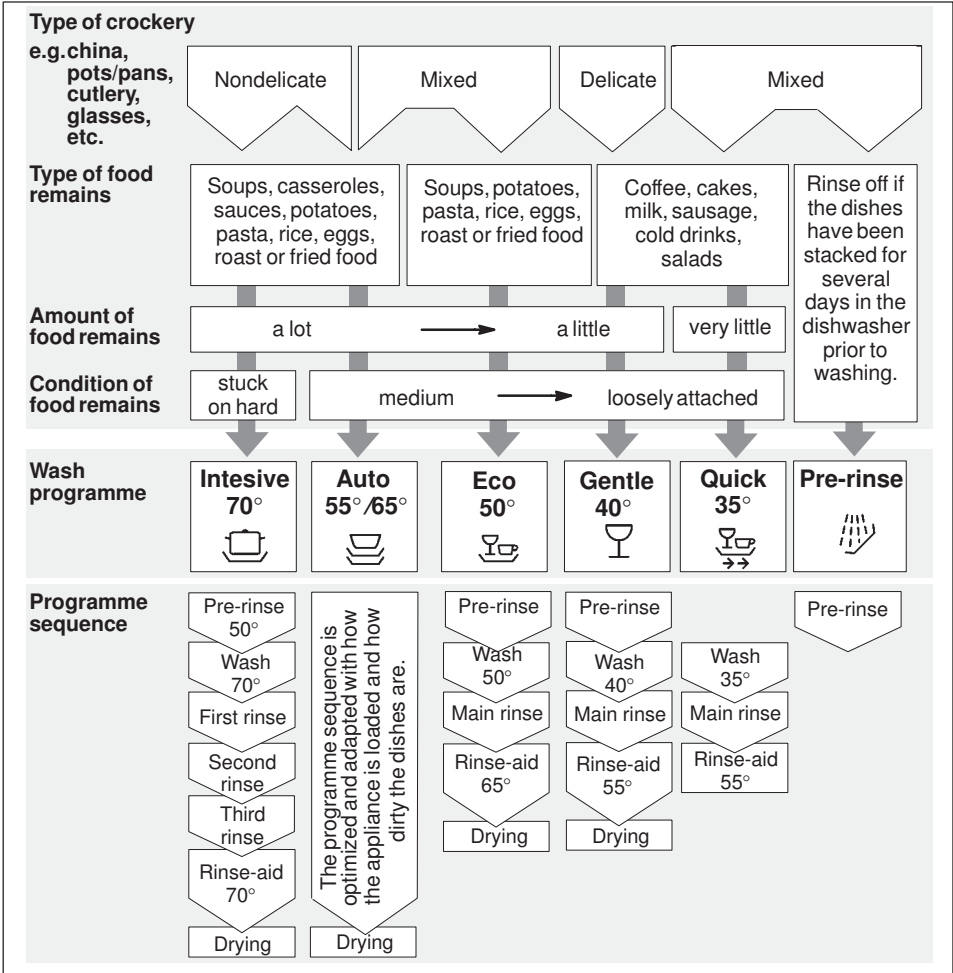 Type of crockery
e.g.china,
pots/pans,
cutlery,
glasses,
etc.
Nondelicate
Mixed
Delicate
Mixed
Type of food
remains
Soups, casseroles,
sauces, potatoes,
pasta, rice, eggs,
roast or fried food
Soups, potatoes,
pasta, rice, eggs,
roast or fried food
Coffee, cakes,
milk, sausage,
cold drinks,
salads
Rinse off if
the dishes
have been
stacked for
several
days in the
dishwasher
prior to
washing.
Amount of
food remains
a lot
a little
very little
Condition of
food remains
stuck
on hard
medium
loosely attached
Wash
programme
Intesive
70°
Auto
55°/65°
Eco
50°
Gentle
40°
Quick
35°
Pre-rinse
Programme
sequence
Pre-rinse
50°
Wash
70°
First rinse
Second
rinse
Third
rinse
Rinse-aid
70°
Drying
The programme sequence is
optimized and adapted with how
the appliance is loaded and how
dirty the dishes are.
Drying
Pre-rinse
Wash
50°
Main rinse
Rinse-aid
65°
Drying
Pre-rinse
Wash
40°
Main rinse
Rinse-aid
55°
Drying
Wash
35°
Main rinse
Rinse-aid
55°
Pre-rinse